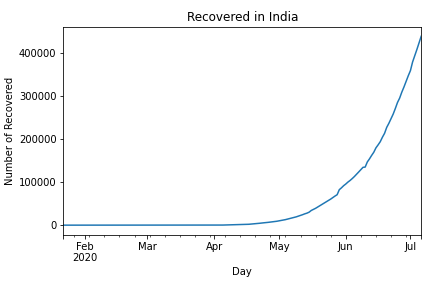 Recovered in India
Number of Recovered
400000
300000
200000
100000
0
Feb
2020
Mar
Apr
May
Jun
Jul
Day